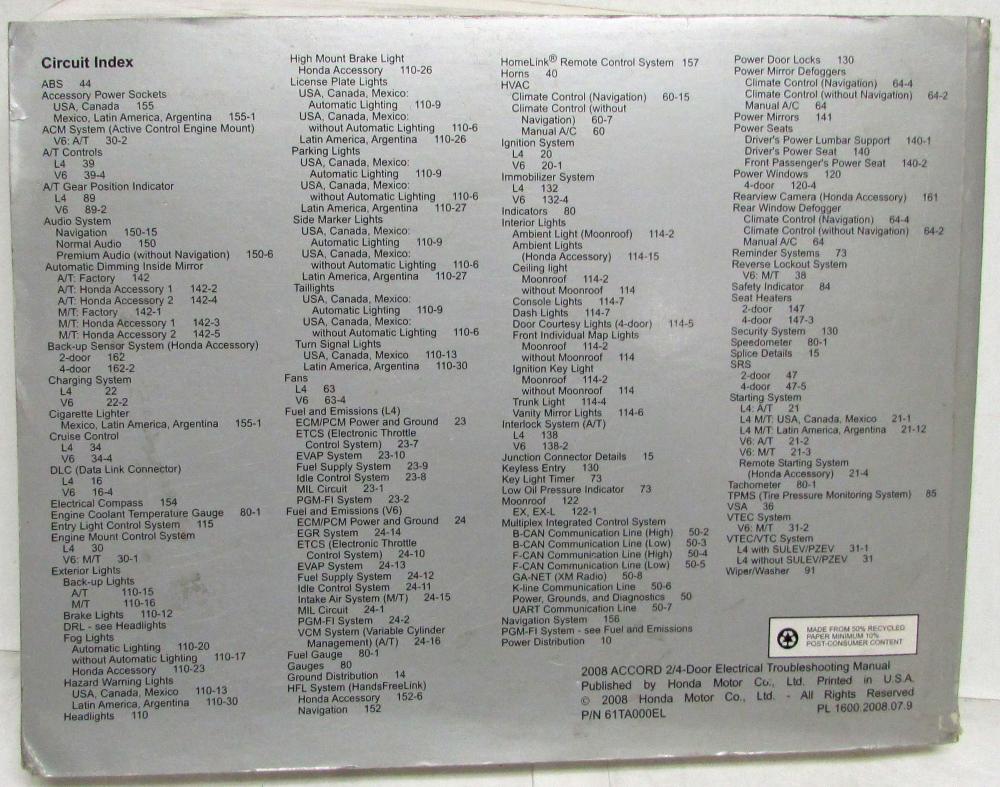 Circuit Index
ABS 44
Accessory Power Sockets
USA, Canada 155
Mexico, Latin America, Argentina 155-1
ACM System (Active Control Engine Mount)
V6: A/T 30-2
A/T Controls
L4 39
V6 39-4
A/T Gear Position Indicator
L4 89
V6 89-2
Audio System
Navigation 150-15
Normal Audio 150
Premium Audio (without Navigation) 150-6
Automatic Dimming Inside Mirror
A/T: Factory 142
A/T: Honda Accessory 1 142-2
A/T: Honda Accessory 2 142-4
M/T: Factory 142-1
M/T: Honda Accessory 1 142-3
M/T: Honda Accessory 2 142-5
Back-up Sensor System (Honda Accessory)
2-door 162
4-door 162-2
Charging System
L4 22
V6 22-2
Cigarette Lighter
Mexico, Latin America, Argentina 155-1
Cruise Control
L4 34
V6 34-4
DLC (Data Link Connector)
L4 16
V6 16-4
Electrical Compass 154
Engine Coolant Temperature Gauge 80-1
Entry Light Control System 115
Engine Mount Control System
L4 30
V6: M/T 30-1
Exterior Lights
Back-up Lights
A/T 110-15
M/T 110-16
Brake Lights 110-12
DRL - see Headlights
Fog Lights
Automatic Lighting 110-20
without Automatic Lighting 110-17
Honda Accessory 110-23
Hazard Warning Lights
USA, Canada, Mexico 110-13
Latin America, Argentina 110-30
Headlights 110
High Mount Brake Light
Honda Accessory 110-26
License Plate Lights
USA, Canada, Mexico:
Automatic Lighting 110-9
USA, Canada, Mexico:
without Automatic Lighting 110-6
Latin America, Argentina 110-26
Parking Lights
USA, Canada, Mexico:
Automatic Lighting 110-9
USA, Canada, Mexico:
without Automatic Lighting 110-6
Latin America, Argentina 110-27
Side Marker Lights
USA, Canada, Mexico:
Automatic Lighting 110-9
USA, Canada, Mexico:
without Automatic Lighting 110-6
Latin America, Argentina 110-27
Taillights
USA, Canada, Mexico:
Automatic Lighting 110-9
USA, Canada, Mexico:
without Automatic Lighting 110-6
Turn Signal Lights
USA, Canada, Mexico 110-13
Latin America, Argentina 110-30
Fans
L4 63
V6 63-4
Fuel and Emissions (L4)
ECM/PCM Power and Ground 23
ETCS (Electronic Throttle
Control System) 23-7
EVAP System 23-10
Fuel Supply System 23-9
Idle Control System 23-8
MIL Circuit 23-1
PGM-FI System 23-2
Fuel and Emissions (V6)
ECM/PCM Power and Ground 24
EGR System 24-14
ETCS (Electronic Throttle
Control System) 24-10
EVAP System 24-13
Fuel Supply System 24-12
Idle Control System 24-11
Intake Air System (M/T) 24-15
MIL Circuit 24-1
PGM-FI System 24-2
VCM System (Variable Cylinder
Management) (A/T) 24-16
Fuel Gauge 80-1
Gauges 80
Ground Distribution 14
HFL System (HandsFreeLink)
Honda Accessory 152-6
Navigation 152
HomeLink® Remote Control System 157
Horns 40
HVAC
Climate Control (Navigation) 60-15
Climate Control (without
Navigation) 60-7
Manual A/C 60
Ignition System
L4 20
V6 20-1
Immobilizer System
L4 132
V6 132-4
Indicators 80
Interior Lights
Ambient Light (Moonroof) 114-2
Ambient Lights
(Honda Accessory) 114-15
Ceiling light
Moonroof 114-2
without Moonroof 114
Console Lights 114-7
Dash Lights 114-7
Door Courtesy Lights (4-door) 114-5
Front Individual Map Lights
Moonroof 114-2
without Moonroof 114
Ignition Key Light
Moonroof 114-2
without Moonroof 114
Trunk Light 114-4
Vanity Mirror Lights 114-6
Interlock System (A/T)
L4 138
V6 138-2
Junction Connector Details 15
Keyless Entry 130
Key Light Timer 73
Low Oil Pressure Indicator 73
Moonroof 122
EX, EX-L 122-1
Multiplex Integrated Control System
B-CAN Communication Line (High) 50-2
B-CAN Communication Line (Low) 50-3
F-CAN Communication Line (High) 50-4
F-CAN Communication Line (Low) 50-5
GA-NET (XM Radio) 50-8
K-line Communication Line 50-6
Power, Grounds, and Diagnostics 50
UART Communication Line 50-7
Navigation System 156
PGM-FI System - see Fuel and Emissions
Power Distribution 10
Power Door Locks 130
Power Mirror Defoggers
Climate Control (Navigation) 64-4
Climate Control (without Navigation) 64-2
Manual A/C 64
Power Mirrors 141
Power Seats
Driver's Power Lumbar Support 140-1
Driver's Power Seat 140
Front Passenger's Power Seat 140-2
Power Windows 120
4-door 120-4
Rearview Camera (Honda Accessory) 161
Rear Window Defogger
Climate Control (Navigation) 64-4
Climate Control (without Navigation) 64-2
Manual A/C 64
Reminder Systems 73
Reverse Lockout System
V6: M/T 38
Safety Indicator 84
Seat Heaters
2-door 147
4-door 147-3
Security System 130
Speedometer 80-1
Splice Details 15
SRS
2-door 47
4-door 47-5
Starting System
L4: A/T 21
L4 M/T: USA, Canada, Mexico 21-1
L4 M/T: Latin America, Argentina 21-12
V6: A/T 21-2
V6: M/T 21-3
Remote Starting System
(Honda Accessory) 21-4
Tachometer 80-1
TPMS (Tire Pressure Monitoring System) 85
VSA 36
VTEC System
V6: M/T 31-2
VTEC/VTC System
L4 with SULEV/PZEV 31-1
L4 without SULEV/PZEV 31
Wiper/Washer 91
MADE FROM 50% RECYCLED
PAPER MINIMUM 10%
POST-CONSUMER CONTENT
2008 ACCORD 2/4-Door Electrical Troubleshooting Manual
Published by Honda Motor Co., Ltd. Printed in U.S.A.
© 2008 Honda Motor Co., Ltd. - All Rights Reserved
P/N 61TA000EL PL 1600.2008.07.9